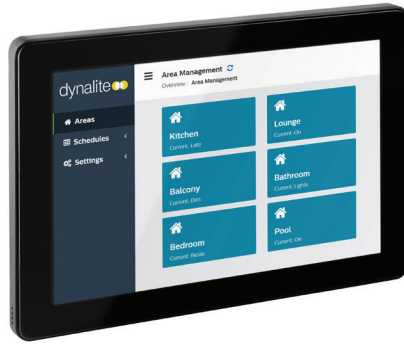 dynalite
Areas
Schedules
Settings
Area Management
Overview Area Management
Kitchen
Current: Late
Lounge
Current: On
Balcony
Current: Dim
Bathroom
Current: Lights
Bedroom
Current: Relax
Pool
Current: On